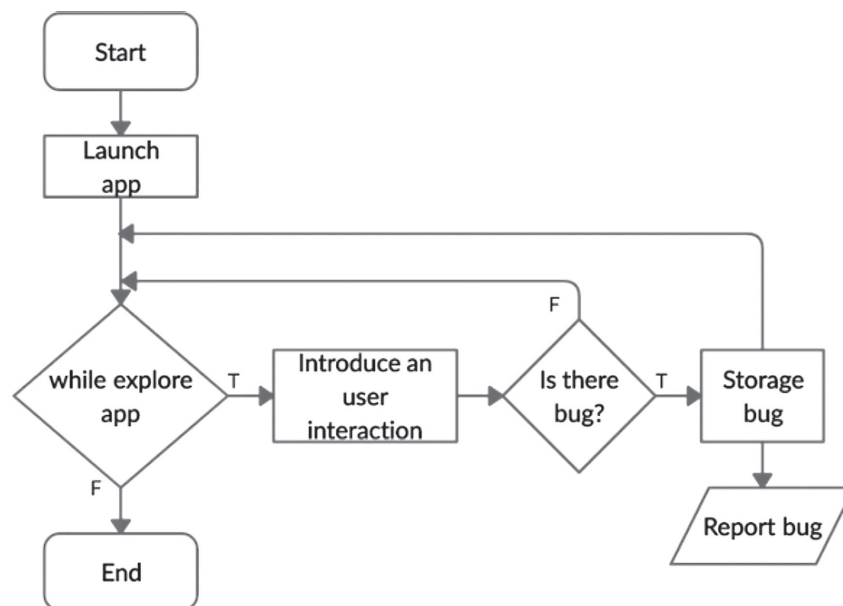 Start
Launch
app
F
while explore
app
T
Introduce an
user
interaction
Is there
bug?
T
Storage
bug
F
Report bug
End